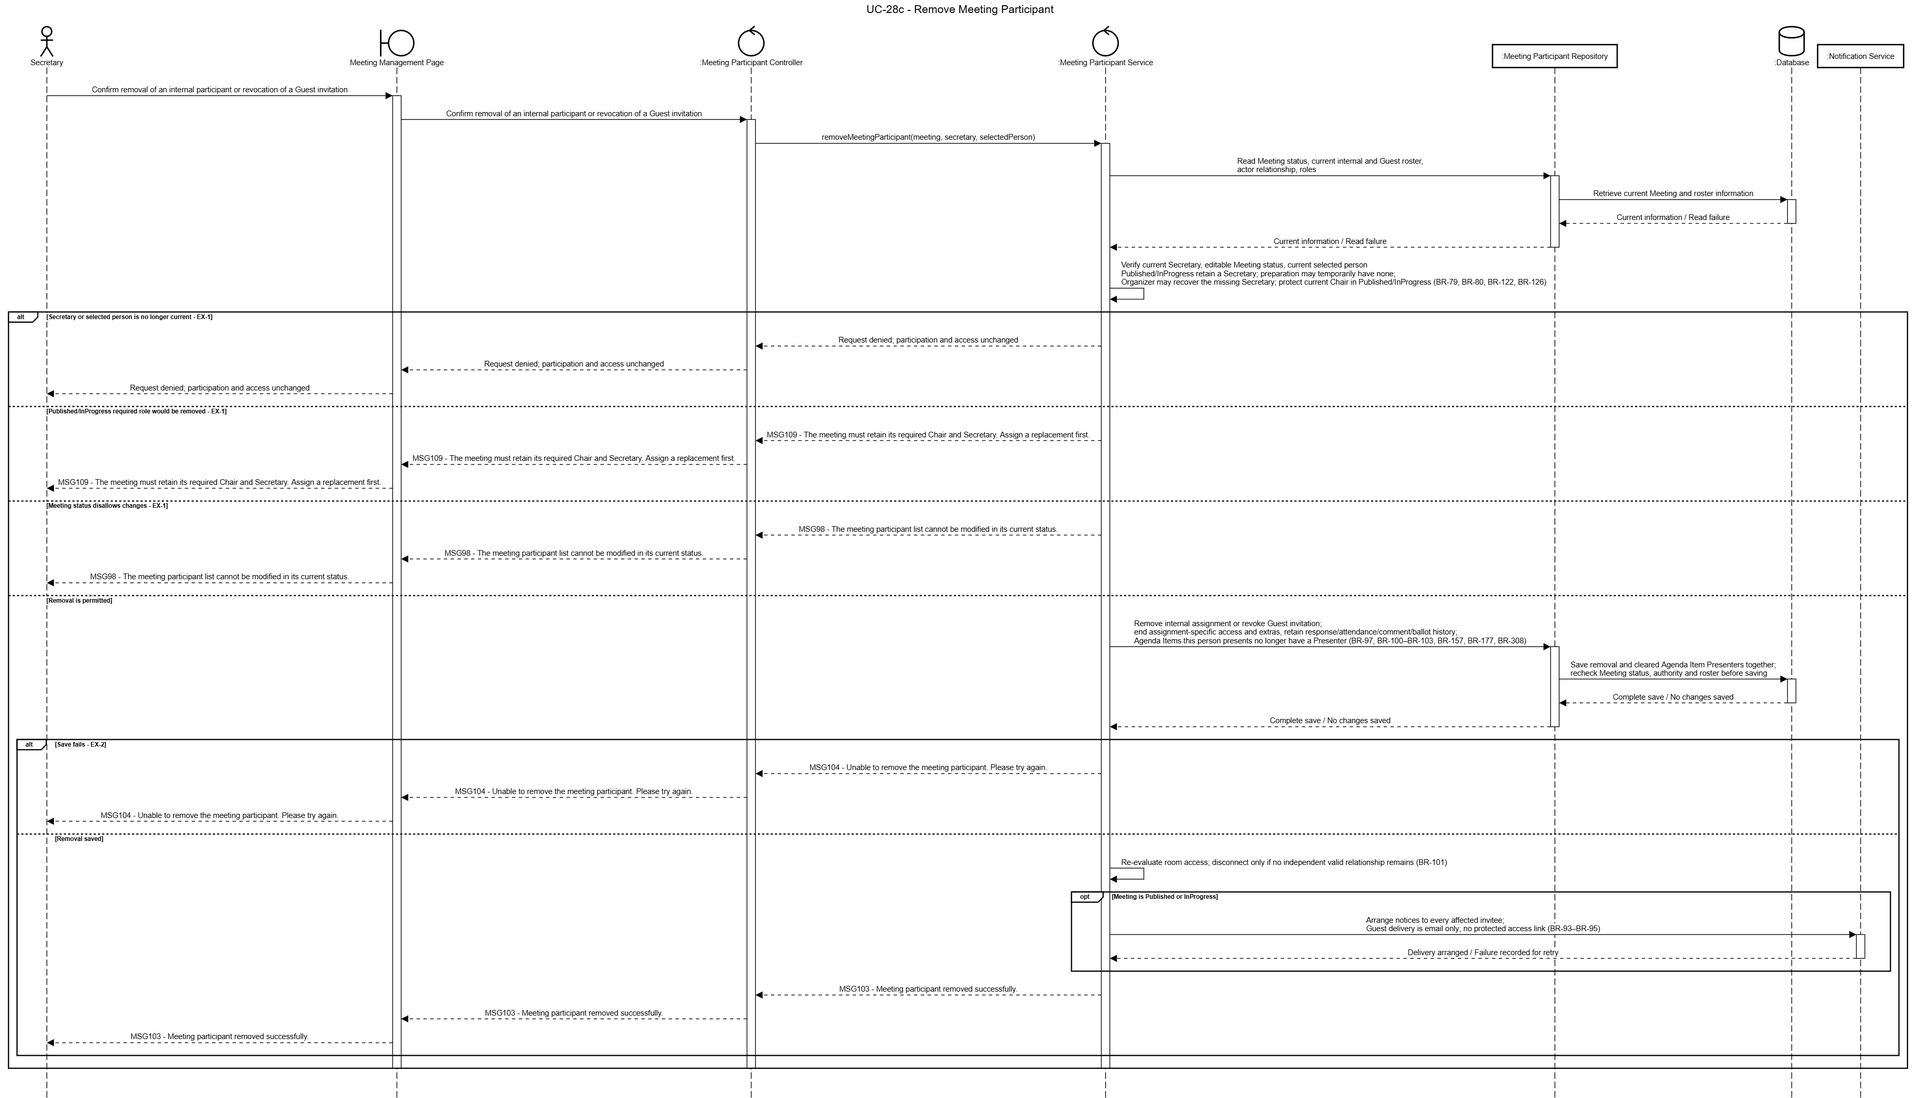 UC-28c - Remove Meeting Participant
Secretary
Meeting Management Page
:Meeting Participant Controller
:Meeting Participant Service
:Meeting Participant Repository
:Database
:Notification Service
Confirm removal of an internal participant or revocation of a Guest invitation
Confirm removal of an internal participant or revocation of a Guest invitation
removeMeetingParticipant(meeting, secretary, selectedPerson)
Read Meeting status, current internal and Guest roster,
actor relationship, roles
Retrieve current Meeting and roster information
Current information / Read failure
Current information / Read failure
Verify current Secretary, editable Meeting status, current selected person
Published/InProgress retain a Secretary; preparation may temporarily have none;
Organizer may recover the missing Secretary; protect current Chair in Published/InProgress (BR-79, BR-80, BR-122, BR-126)
alt
[Secretary or selected person is no longer current - EX-1]
Request denied; participation and access unchanged
Request denied; participation and access unchanged
Request denied; participation and access unchanged
[Published/InProgress required role would be removed - EX-1]
MSG109 - The meeting must retain its required Chair and Secretary. Assign a replacement first.
MSG109 - The meeting must retain its required Chair and Secretary. Assign a replacement first.
MSG109 - The meeting must retain its required Chair and Secretary. Assign a replacement first.
[Meeting status disallows changes - EX-1]
MSG98 - The meeting participant list cannot be modified in its current status.
MSG98 - The meeting participant list cannot be modified in its current status.
MSG98 - The meeting participant list cannot be modified in its current status.
[Removal is permitted]
Remove internal assignment or revoke Guest invitation;
end assignment-specific access and extras, retain response/attendance/comment/ballot history;
Agenda Items this person presents no longer have a Presenter (BR-97, BR-100–BR-103, BR-157, BR-177, BR-308)
Save removal and cleared Agenda Item Presenters together;
recheck Meeting status, authority and roster before saving
Complete save / No changes saved
Complete save / No changes saved
alt
[Save fails - EX-2]
MSG104 - Unable to remove the meeting participant. Please try again.
MSG104 - Unable to remove the meeting participant. Please try again.
MSG104 - Unable to remove the meeting participant. Please try again.
[Removal saved]
Re-evaluate room access; disconnect only if no independent valid relationship remains (BR-101)
opt
[Meeting is Published or InProgress]
Arrange notices to every affected invitee;
Guest delivery is email only; no protected access link (BR-93–BR-95)
Delivery arranged / Failure recorded for retry
MSG103 - Meeting participant removed successfully.
MSG103 - Meeting participant removed successfully.
MSG103 - Meeting participant removed successfully.